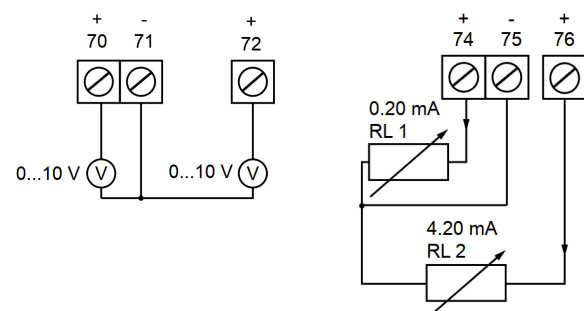 + - +
70 71 72
0...10 V V
0...10 V V
+ - +
74 75 76
0.20 mA
RL 1
4.20 mA
RL 2